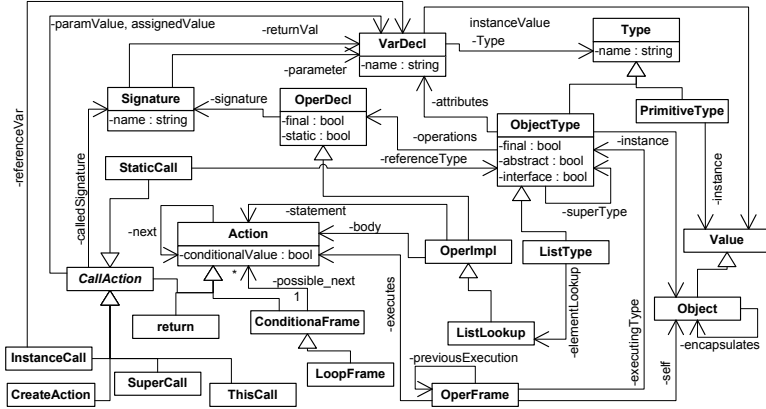 -paramValue, assignedValue
-returnVal
VarDecl
-name : string
instanceValue
-Type
Type
-name : string
-parameter
Signature
-name : string
-signature
OperDecl
-final : bool
-static : bool
-attributes
-operations
ObjectType
-final : bool
-abstract : bool
-interface : bool
PrimitiveType
-instance
-instance
-referenceVar
-calledSignature
StaticCall
-referenceType
-superType
-statement
-next
Action
-conditionalValue : bool
-body
OperImpl
ListType
Value
CallAction
*
-possible_next
1
return
ConditionaFrame
-executes
ListLookup
-elementLookup
-executingType
Object
-encapsulates
-self
InstanceCall
LoopFrame
-previousExecution
OperFrame
SuperCall
CreateAction
ThisCall